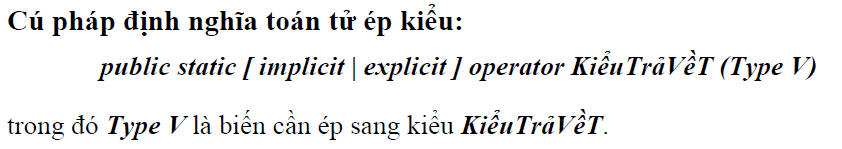 Cú pháp định nghĩa toán tử ép kiểu:
public static [ implicit | explicit ] operator KiểuTrảVềT (Type V)
trong đó Type V là biến cần ép sang kiểu KiểuTrảVềT.